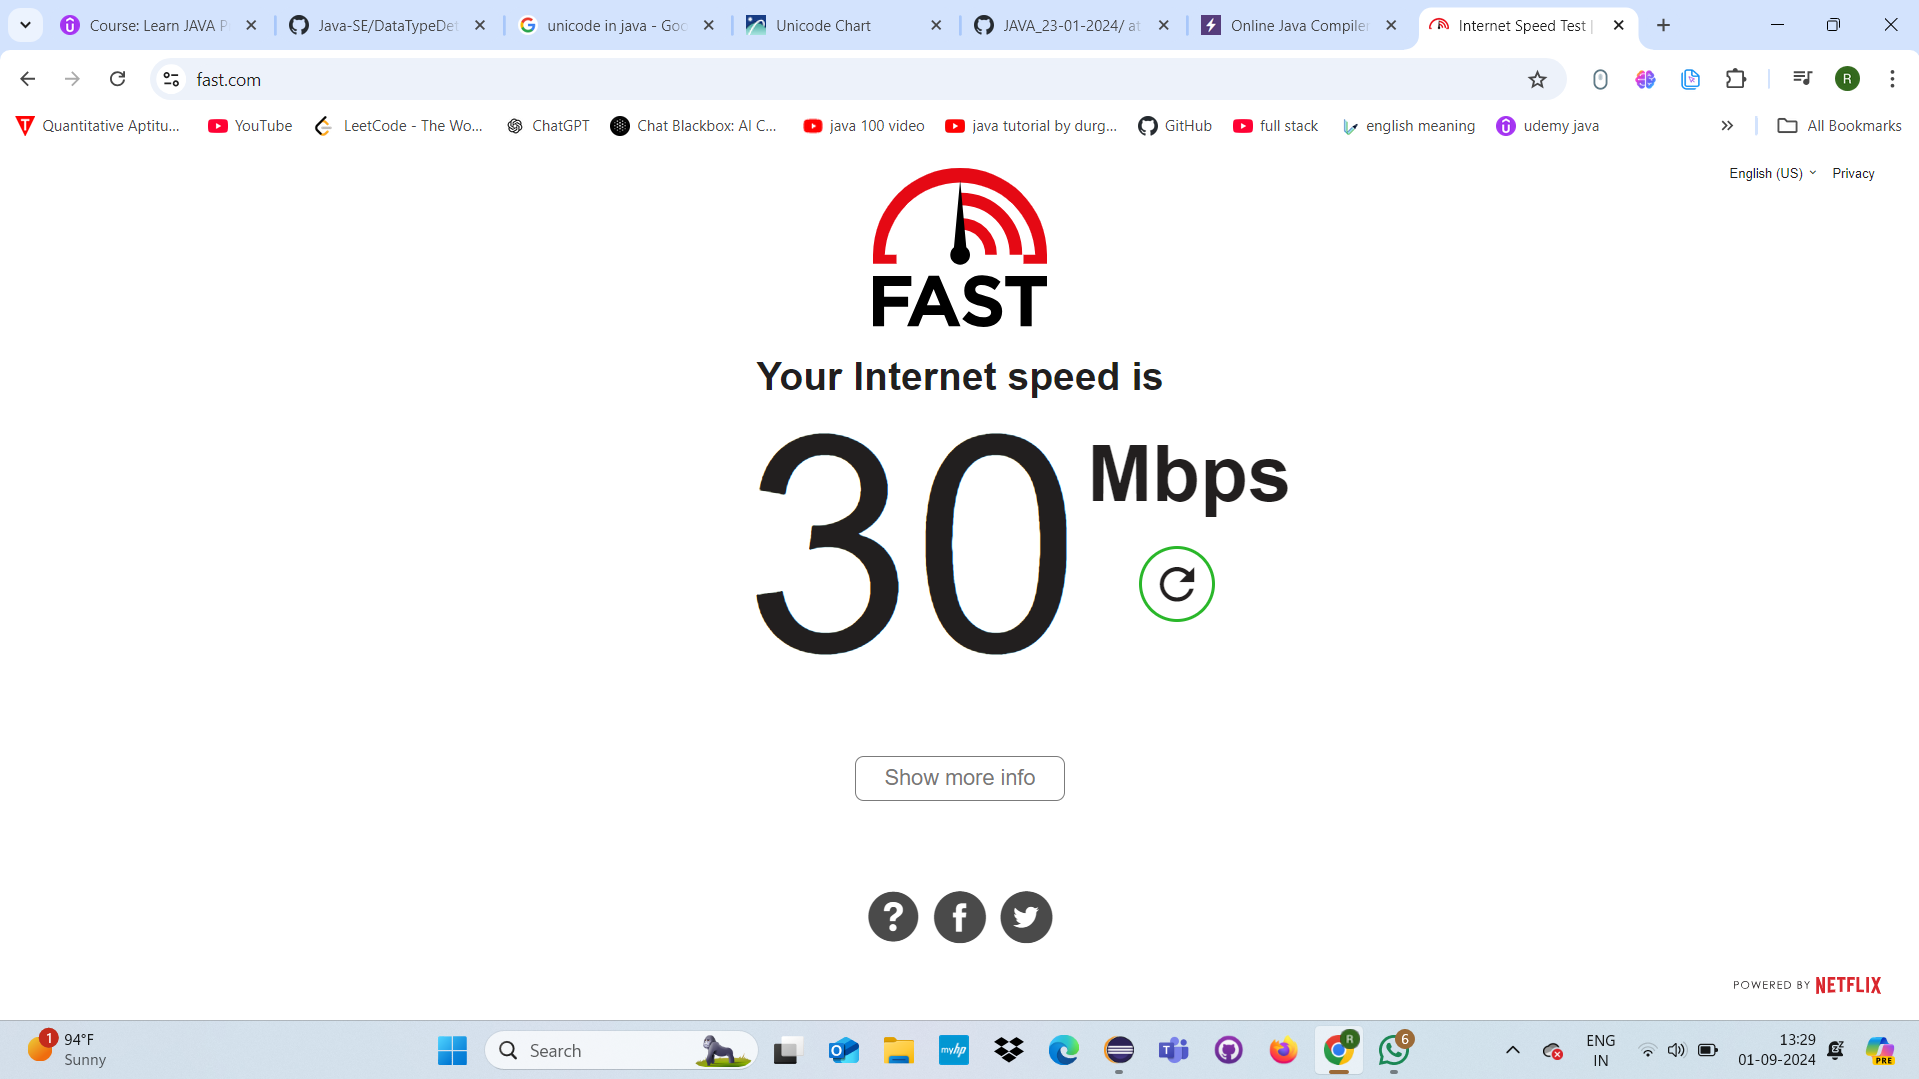 Course: Learn JAVA P
Java-SE/DataTypeDet
unicode in java - Goo
Unicode Chart
JAVA_23-01-2024/ at
Online Java Compiler
Internet Speed Test |
fast.com
R
Quantitative Aptitu...
YouTube
LeetCode - The Wo...
ChatGPT
Chat Blackbox: AI C...
java 100 video
java tutorial by durg...
GitHub
full stack
english meaning
udemy java
All Bookmarks
English (US)
Privacy
FAST
Your Internet speed is
30 Mbps
Show more info
POWERED BY NETFLIX
1
94°F
Sunny
Search
myhp
R
6
ENG
IN
13:29
01-09-2024
PRE